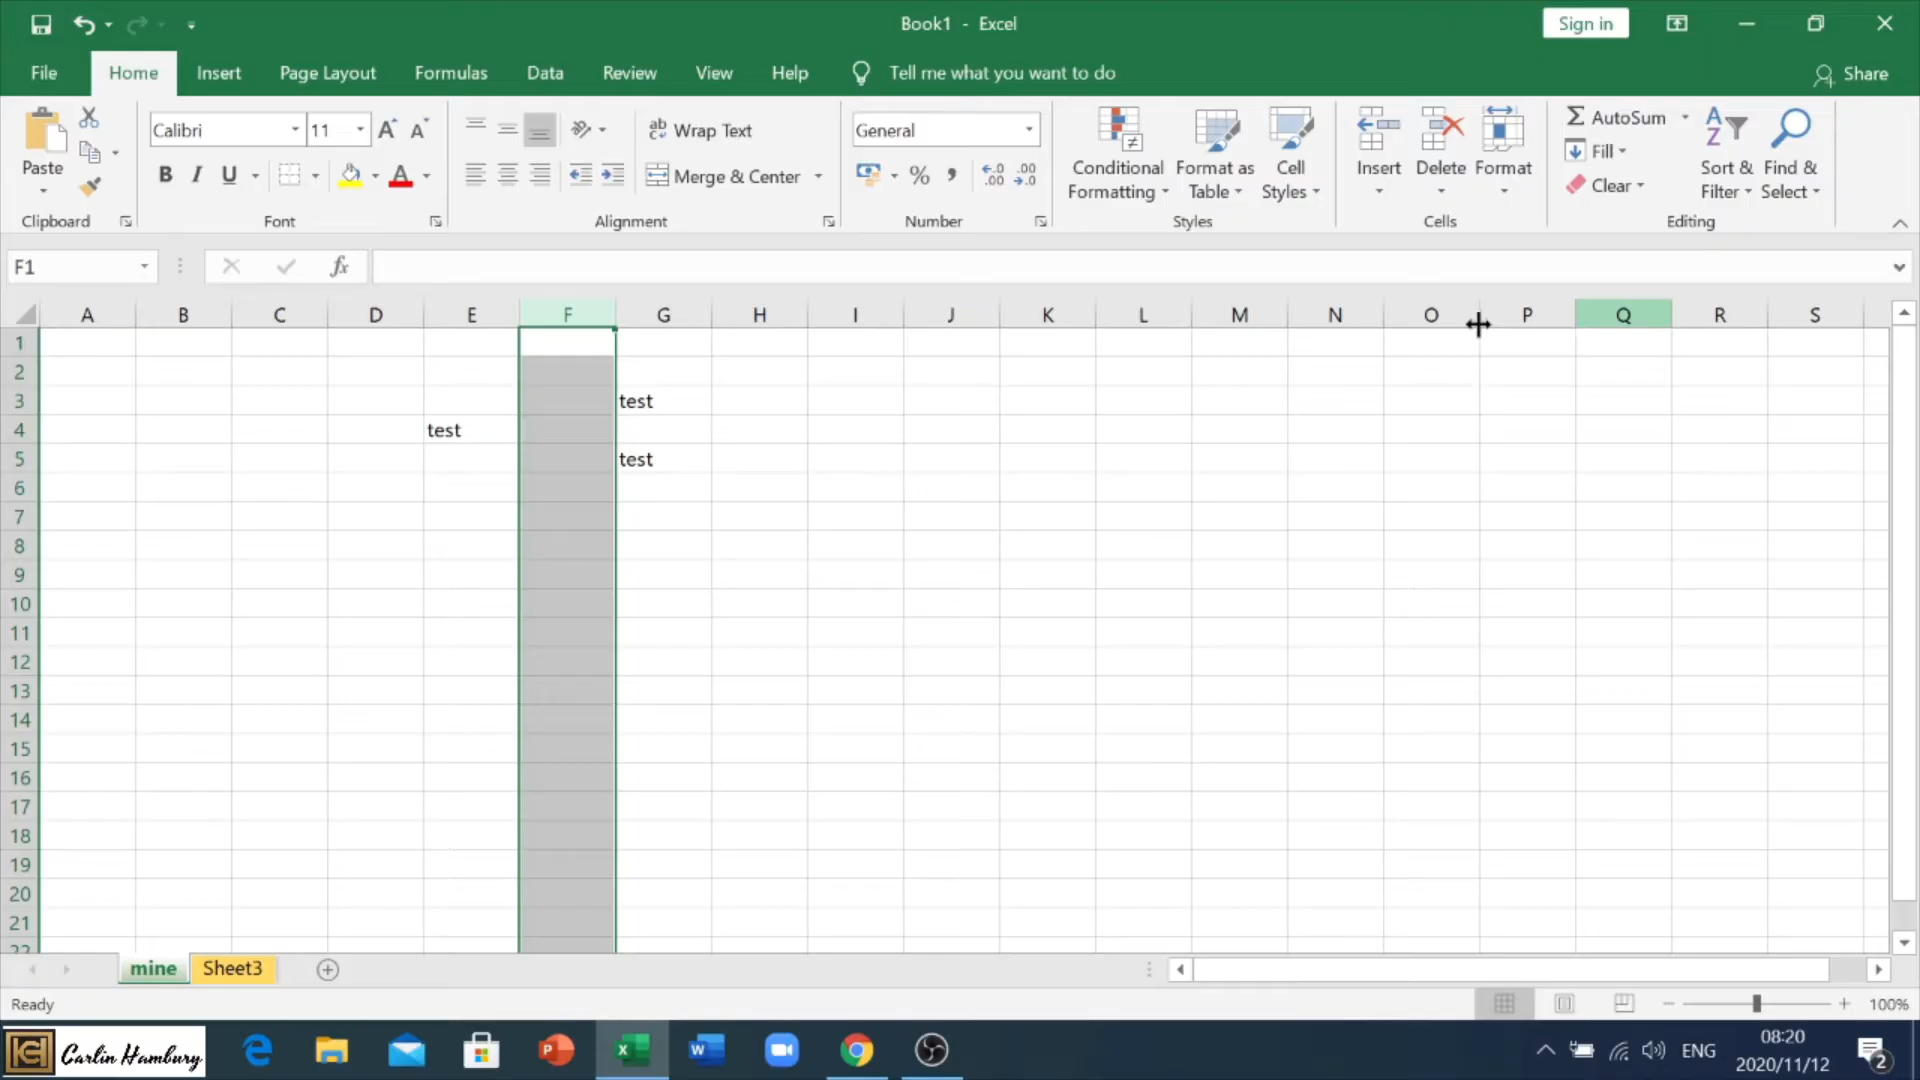 Book1 - Excel
Sign in
File Home Insert Page Layout Formulas Data Review View Help Tell me what you want to do Share
Paste
Calibri 11
B I U
Wrap Text
Merge & Center
General
Conditional Formatting
Format as Table
Cell Styles
Insert Delete Format
AutoSum
Fill
Clear
Sort & Filter
Find & Select
Clipboard Font Alignment Number Styles Cells Editing
F1 fx
A B C D E F G H I J K L M N O P Q R S
1
2
3 test
4 test
5 test
6
7
8
9
10
11
12
13
14
15
16
17
18
19
20
21
22
mine Sheet3
Ready 100%
Carlin Hambury
ENG
08:20
2020/11/12
2